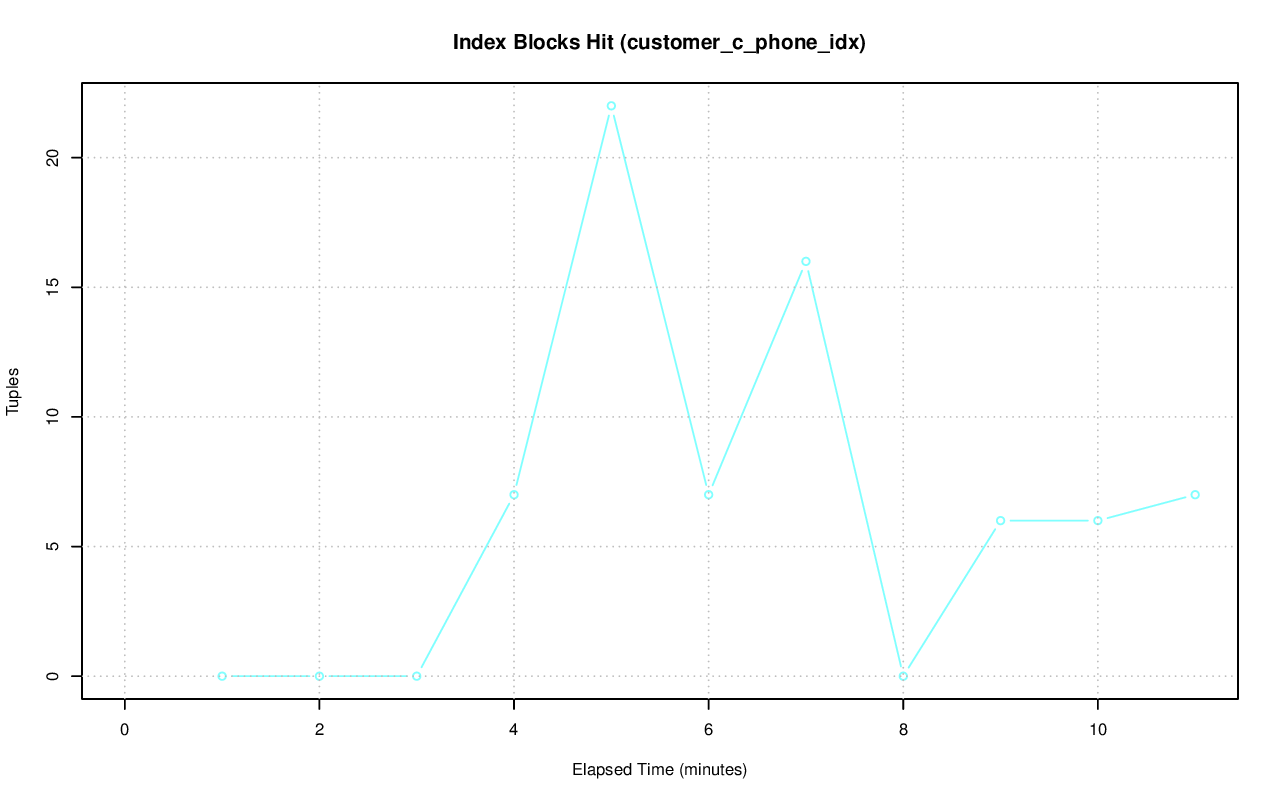 Index Blocks Hit (customer_c_phone_idx)
Tuples
20
15
10
5
0
0 2 4 6 8 10
Elapsed Time (minutes)